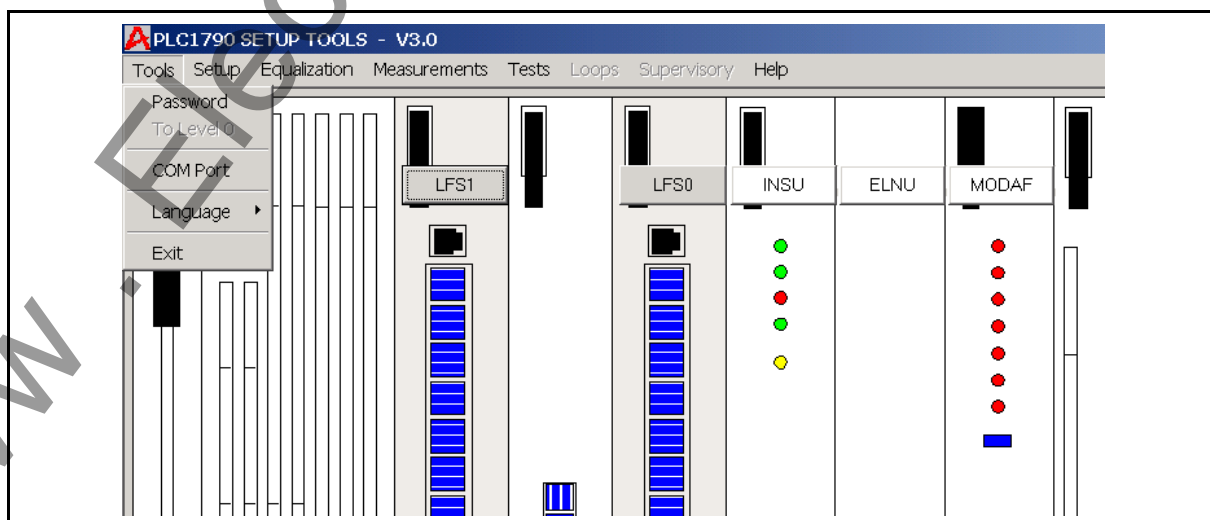 PLC1790 SETUP TOOLS - V3.0
Tools Setup Equalization Measurements Tests Loops Supervisory Help
Password
To Level 0
COM Port
Language
Exit
LFS1 LFS0 INSU ELNU MODAF
w . Elec